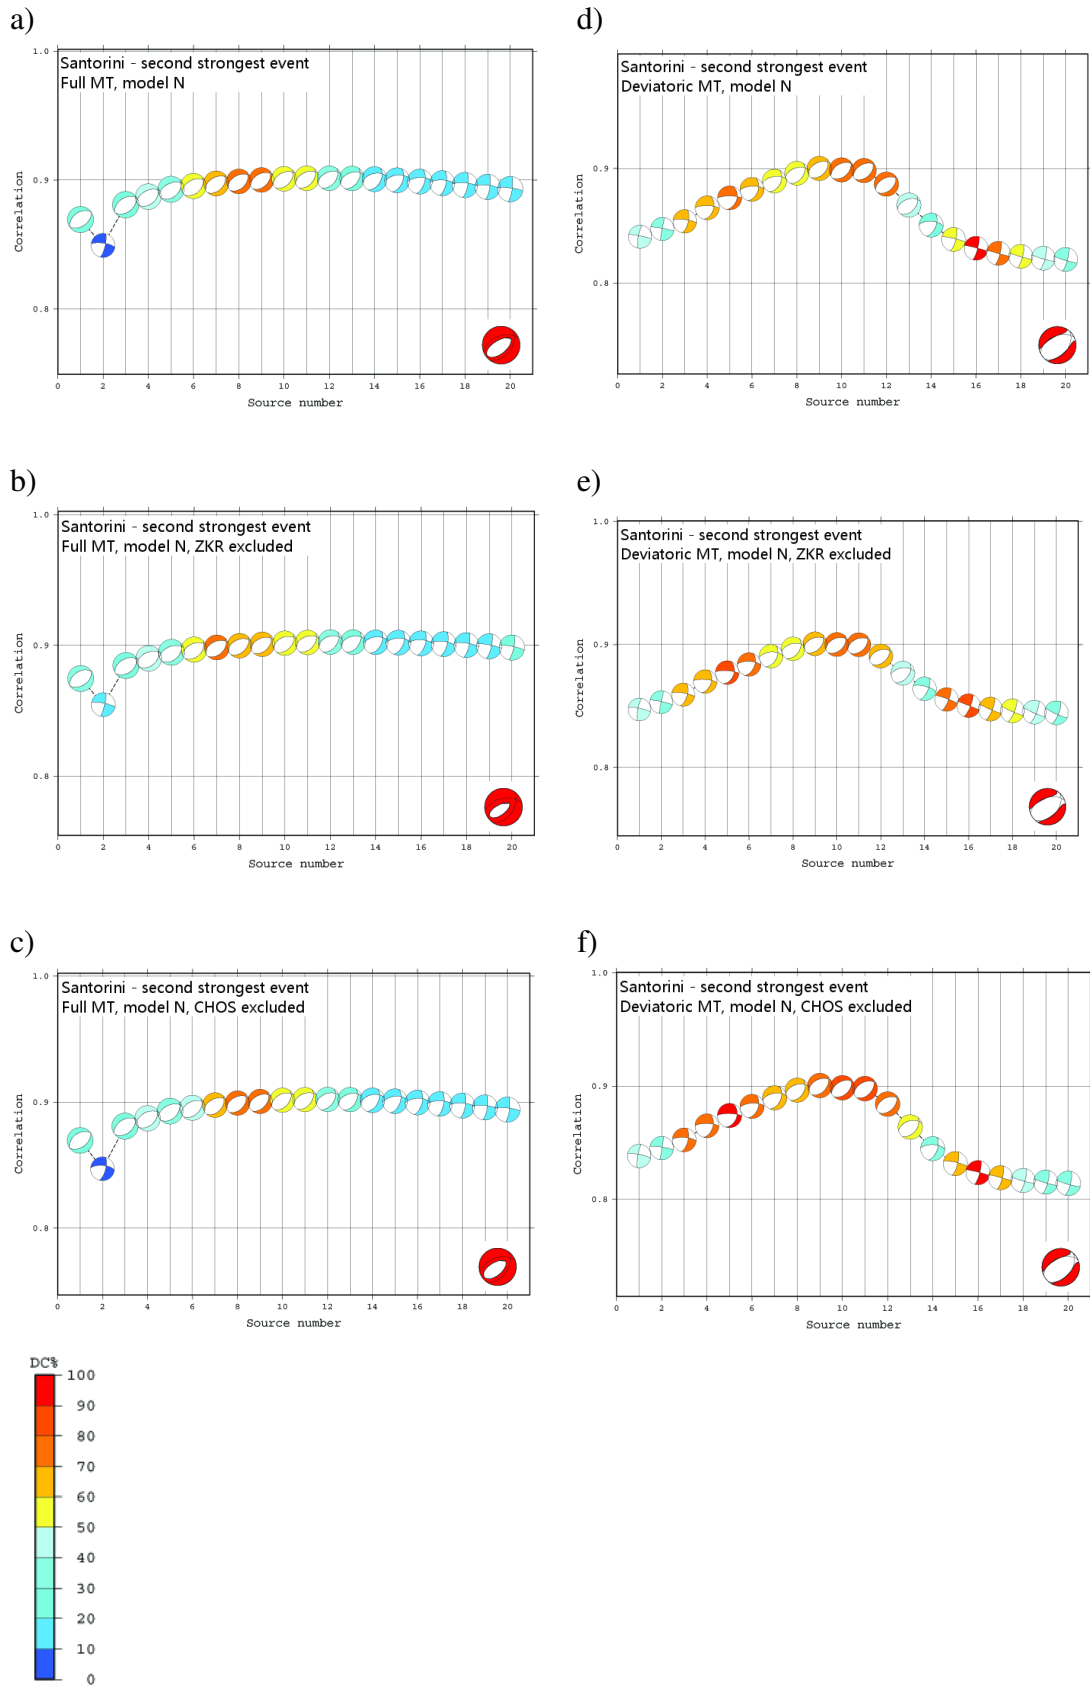 a)
Santorini - second strongest event
Full MT, model N
1.0
0.9
0.8
Correlation
0 2 4 6 8 10 12 14 16 18 20
Source number
d)
Santorini - second strongest event
Deviatoric MT, model N
0.9
0.8
Correlation
0 2 4 6 8 10 12 14 16 18 20
Source number
b)
Santorini - second strongest event
Full MT, model N, ZKR excluded
1.0
0.9
0.8
Correlation
0 2 4 6 8 10 12 14 16 18 20
Source number
e)
Santorini - second strongest event
Deviatoric MT, model N, ZKR excluded
1.0
0.9
0.8
Correlation
0 2 4 6 8 10 12 14 16 18 20
Source number
c)
Santorini - second strongest event
Full MT, model N, CHOS excluded
1.0
0.9
0.8
Correlation
0 2 4 6 8 10 12 14 16 18 20
Source number
f)
Santorini - second strongest event
Deviatoric MT, model N, CHOS excluded
1.0
0.9
0.8
Correlation
0 2 4 6 8 10 12 14 16 18 20
Source number
DC%
100
90
80
70
60
50
40
30
20
10
0